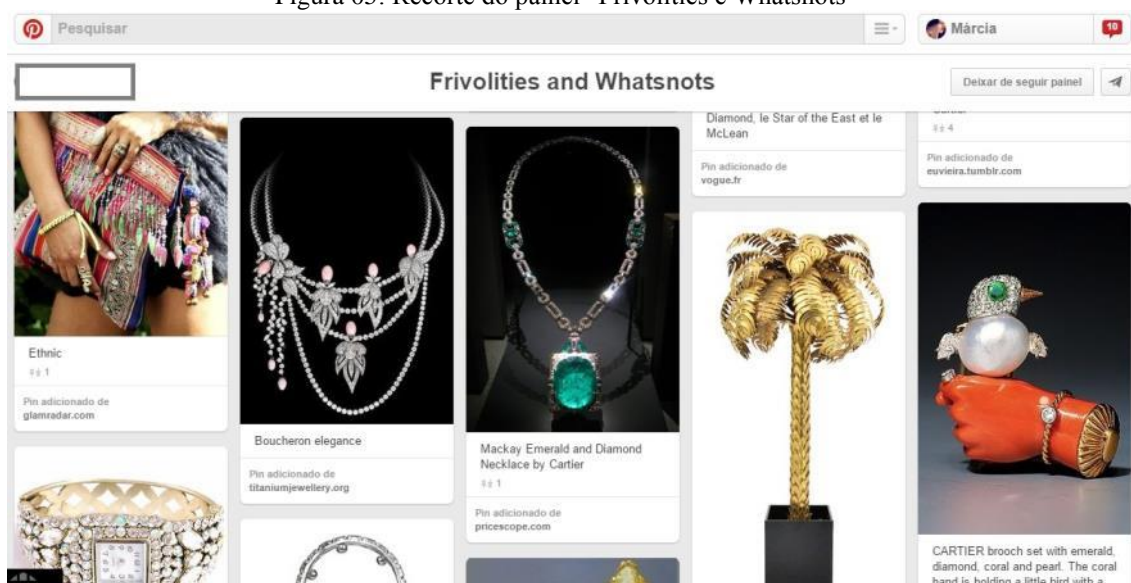 Figura 63: Recorte do painel "Frivolities e Whatsnots"
Pesquisar
Márcia
10
Frivolities and Whatsnots
Deixar de seguir painel
Ethnic
1
Pin adicionado de
glamradar.com
Boucheron elegance
Pin adicionado de
titaniumjewellery.org
Mackay Emerald and Diamond
Necklace by Cartier
1
Pin adicionado de
pricescope.com
Diamond, le Star of the East et le
McLean
Pin adicionado de
vogue.fr
Cartier
4
Pin adicionado de
euvieira.tumblr.com
CARTIER brooch set with emerald,
diamond, coral and pearl. The coral
hand is holding a little bird with a